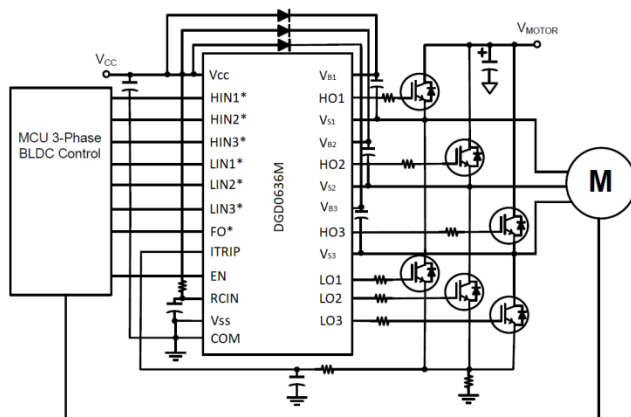 VCC
VMOTOR
+
MCU 3-Phase
BLDC Control
DGD0636M
Vcc
HIN1*
HIN2*
HIN3*
LIN1*
LIN2*
LIN3*
FO*
ITRIP
EN
RCIN
Vss
COM
VB1
HO1
VS1
VB2
HO2
VS2
VB3
HO3
VS3
LO1
LO2
LO3
M